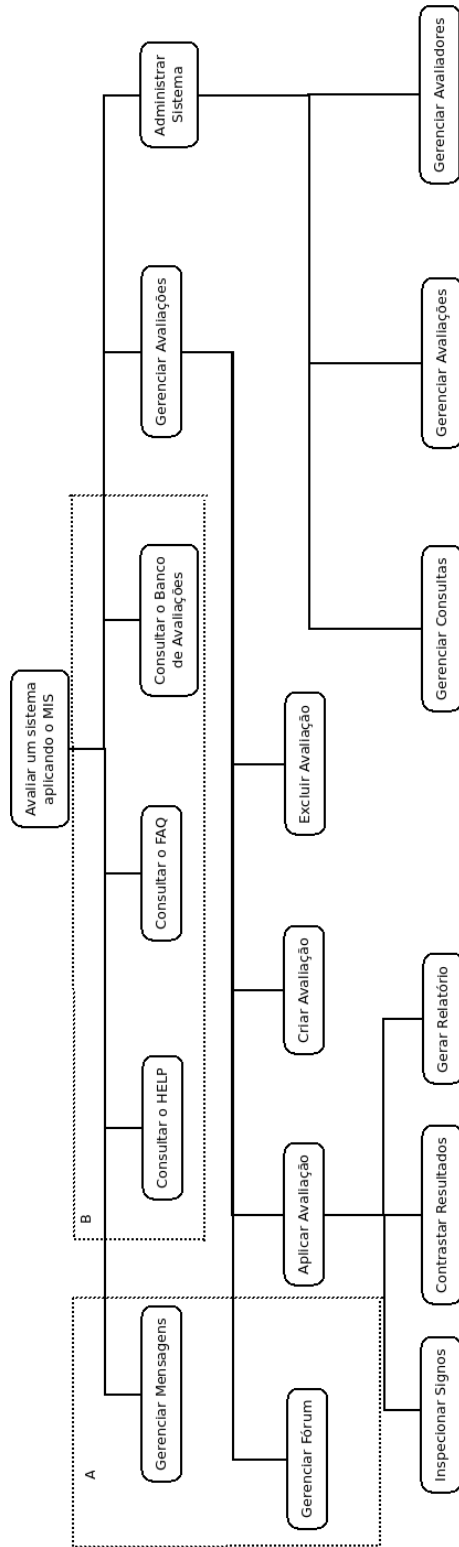 Avaliar um sistema
aplicando o MIS
A
B
Gerenciar Mensagens
Consultar o HELP
Consultar o FAQ
Consultar o Banco
de Avaliações
Gerenciar Avaliações
Administrar
Sistema
Gerenciar Fórum
Aplicar Avaliação
Criar Avaliação
Excluir Avaliação
Inspecionar Signos
Contrastar Resultados
Gerar Relatório
Gerenciar Consultas
Gerenciar Avaliações
Gerenciar Avaliadores